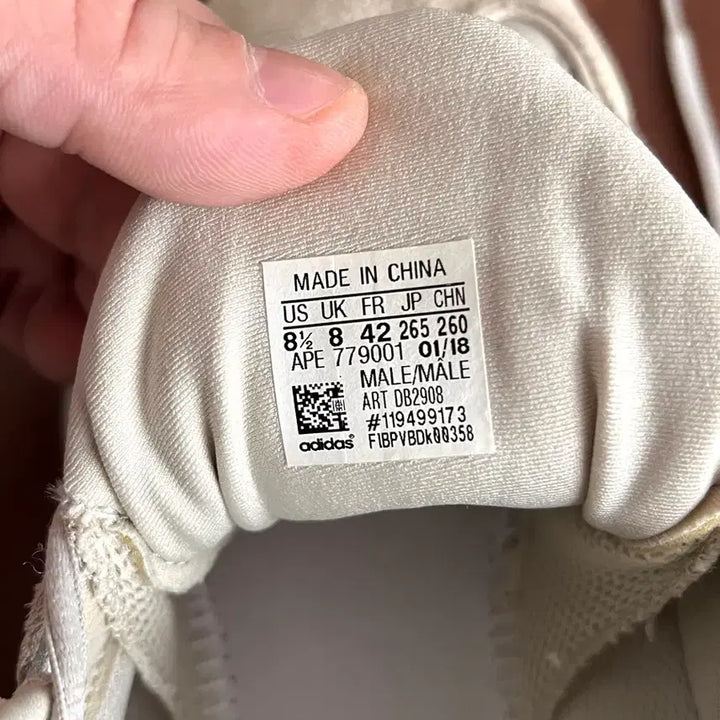 MADE IN CHINA
US UK FR JP CHN
8½ 8 42 265 260
APE 779001 01/18
MALE/MÂLE
ART DB2908
#119499173
adidas FIBPVBDk00358